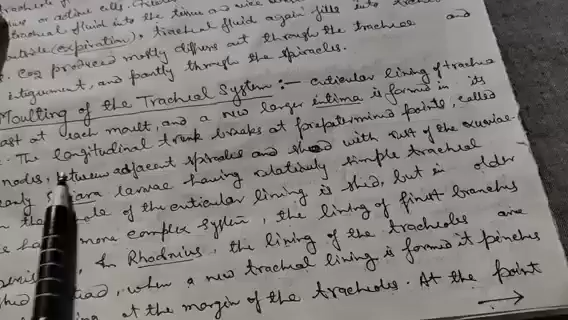 or active cells.
tracheal fluid into the tissue and
(expiration), tracheal fluid again fills into
CO2 produced mostly diffuse out through the tracheae and
integument, and partly through the spiracles.
Moulting of the Tracheal System :- cuticular lining of trachea
cast at each moult, and a new larger intima is formed in its
. The longitudinal trunk breaks at predetermined points, called
nodes, between adjacent spiracles and shed with rest of the exuviae.
larvae having relatively simple tracheal
the of the cuticular lining is shed, but in older
more complex system, the lining of finest branches
In Rhodnius, the lining of the tracheoles are
, when a new tracheal lining is formed it pinches
at the margin of the tracheoles. At the point